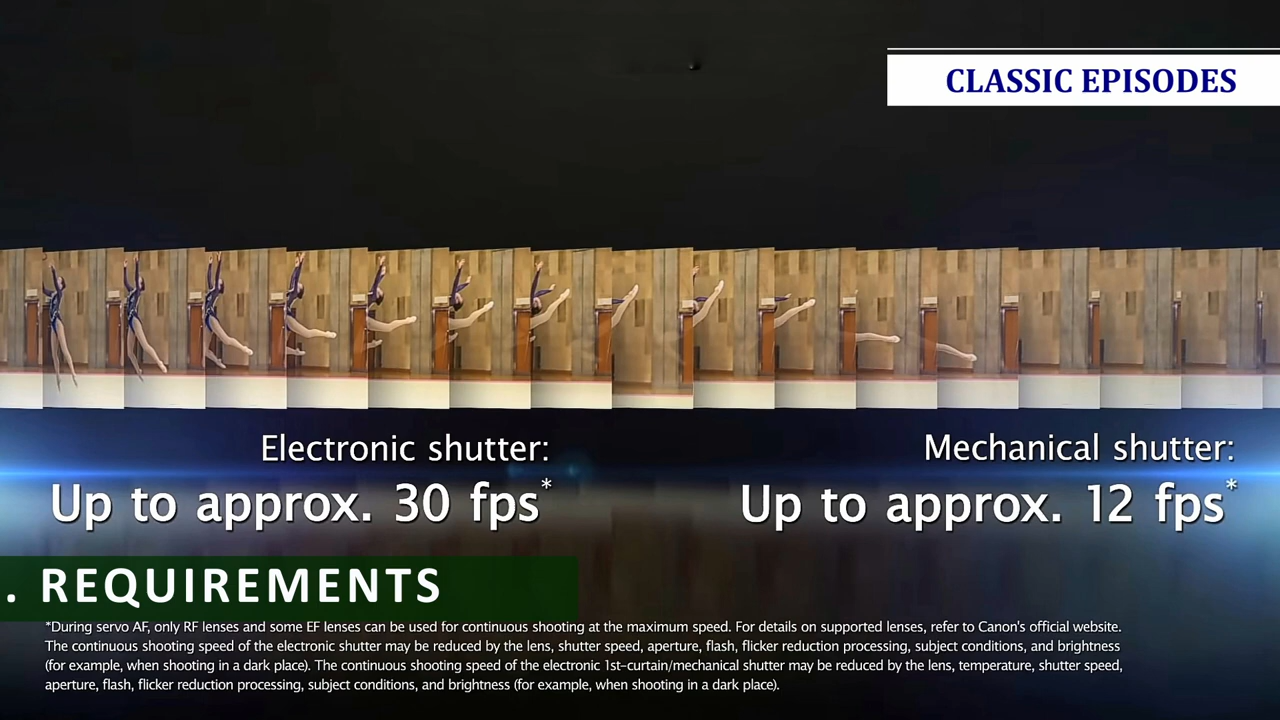 CLASSIC EPISODES
Electronic shutter:
Up to approx. 30 fps*
Mechanical shutter:
Up to approx. 12 fps*
. REQUIREMENTS
*During servo AF, only RF lenses and some EF lenses can be used for continuous shooting at the maximum speed. For details on supported lenses, refer to Canon's official website.
The continuous shooting speed of the electronic shutter may be reduced by the lens, shutter speed, aperture, flash, flicker reduction processing, subject conditions, and brightness
(for example, when shooting in a dark place). The continuous shooting speed of the electronic 1st-curtain/mechanical shutter may be reduced by the lens, temperature, shutter speed,
aperture, flash, flicker reduction processing, subject conditions, and brightness (for example, when shooting in a dark place).